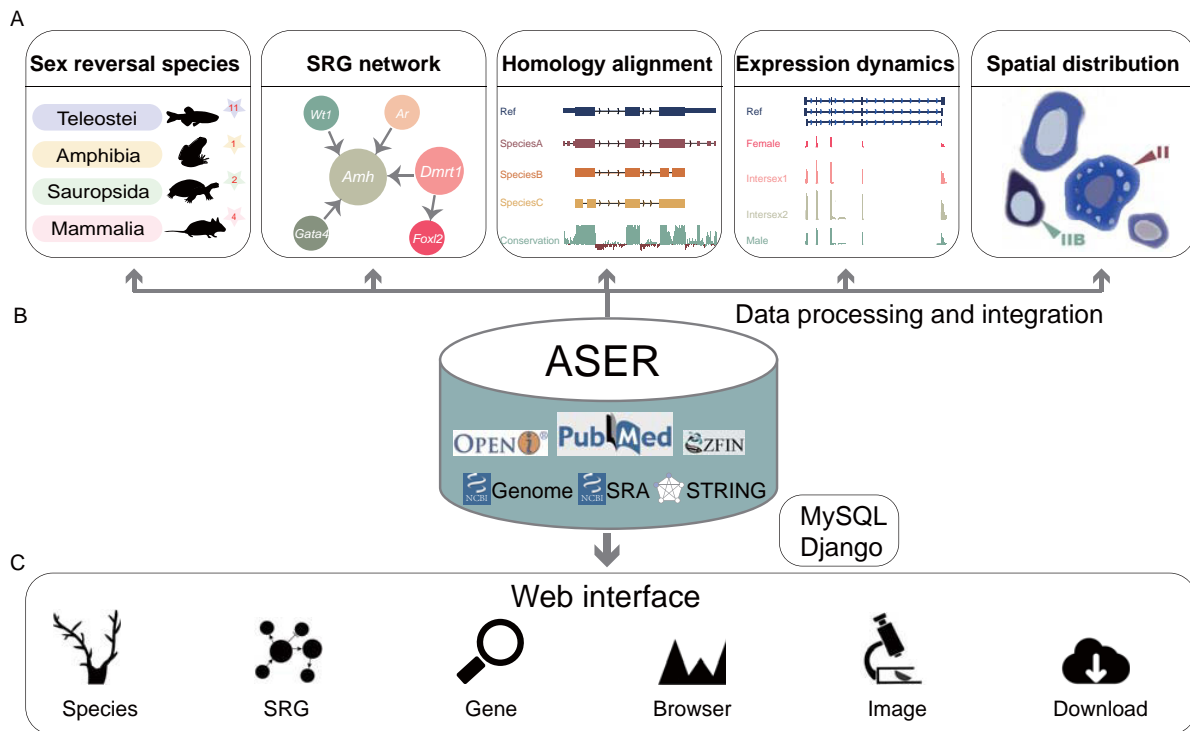 A
Sex reversal species
SRG network
Homology alignment
Expression dynamics
Spatial distribution
Teleostei
11
Amphibia
1
Sauropsida
2
Mammalia
4
Wt1
Ar
Amh
Dmrt1
Gata4
Foxl2
Ref
SpeciesA
SpeciesB
SpeciesC
Conservation
Ref
Female
Intersex1
Intersex2
Male
II
IIB
Data processing and integration
B
ASER
OPEN i ®
PubMed
ZFIN
NCBI Genome
NCBI SRA
STRING
MySQL
Django
C
Web interface
Species
SRG
Gene
Browser
Image
Download